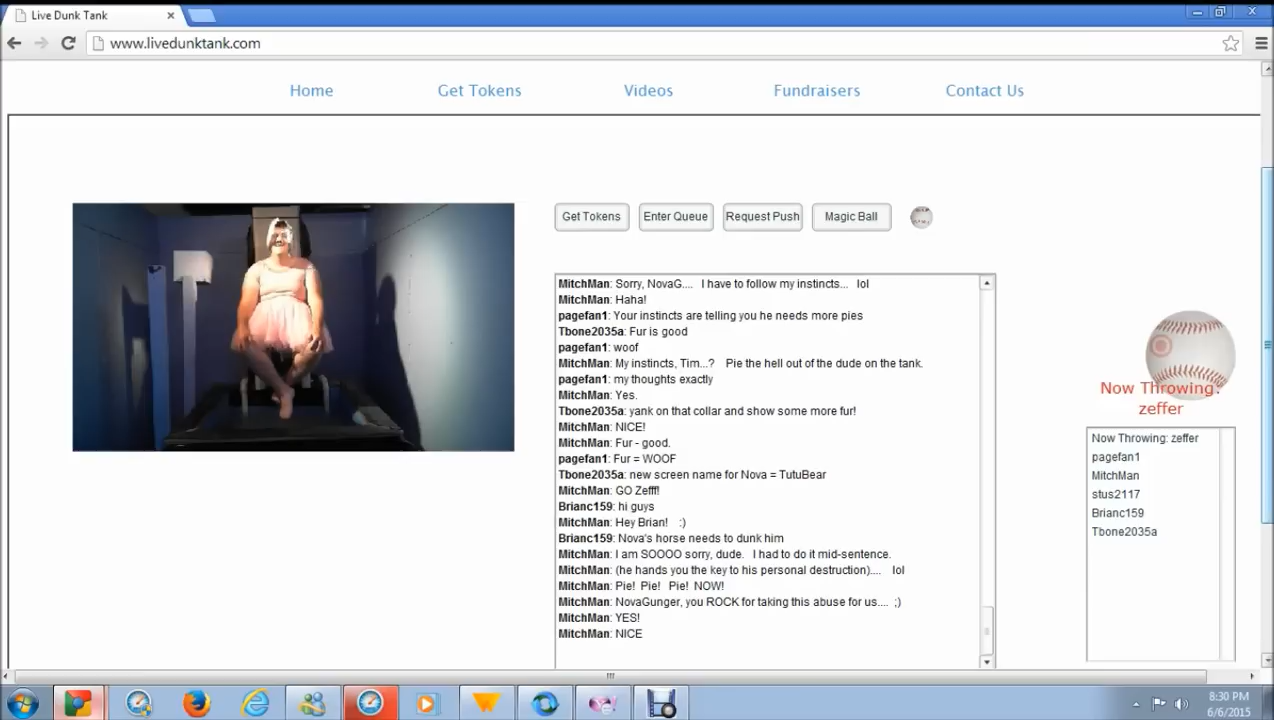 Live Dunk Tank
www.livedunktank.com
Home Get Tokens Videos Fundraisers Contact Us
Get Tokens Enter Queue Request Push Magic Ball
MitchMan: Sorry, NovaG.... I have to follow my instincts... lol
MitchMan: Haha!
pagefan1: Your instincts are telling you he needs more pies
Tbone2035a: Fur is good
pagefan1: woof
MitchMan: My instincts, Tim...? Pie the hell out of the dude on the tank.
pagefan1: my thoughts exactly
MitchMan: Yes.
Tbone2035a: yank on that collar and show some more fur!
MitchMan: NICE!
MitchMan: Fur - good.
pagefan1: Fur = WOOF
Tbone2035a: new screen name for Nova = TutuBear
MitchMan: GO Zefff!
Brianc159: hi guys
MitchMan: Hey Brian! :)
Brianc159: Nova's horse needs to dunk him
MitchMan: I am SOOOO sorry, dude. I had to do it mid-sentence.
MitchMan: (he hands you the key to his personal destruction).... lol
MitchMan: Pie! Pie! Pie! NOW!
MitchMan: NovaGunger, you ROCK for taking this abuse for us.... ;)
MitchMan: YES!
MitchMan: NICE
Now Throwing:
zeffer
Now Throwing: zeffer
pagefan1
MitchMan
stus2117
Brianc159
Tbone2035a
8:30 PM
6/6/2015